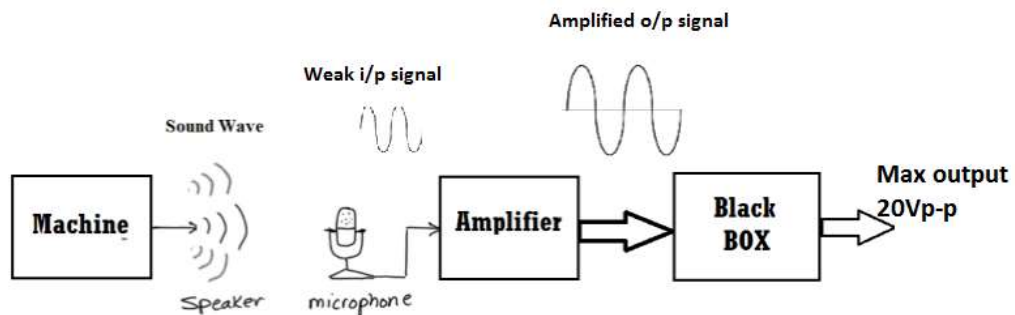 Amplified o/p signal
Weak i/p signal
Sound Wave
Max output
20Vp-p
Machine
Amplifier
Black
BOX
Speaker
microphone